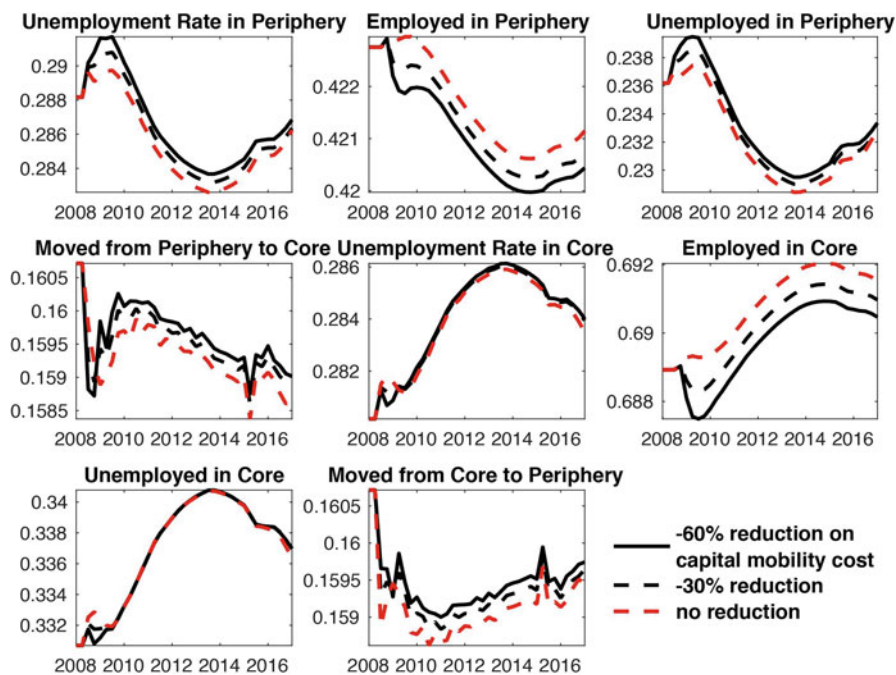 Unemployment Rate in Periphery
0.29
0.288
0.286
0.284
2008 2010 2012 2014 2016
Employed in Periphery
0.422
0.421
0.42
2008 2010 2012 2014 2016
Unemployed in Periphery
0.238
0.236
0.234
0.232
0.23
2008 2010 2012 2014 2016
Moved from Periphery to Core
0.1605
0.16
0.1595
0.159
0.1585
2008 2010 2012 2014 2016
Unemployment Rate in Core
0.286
0.284
0.282
2008 2010 2012 2014 2016
Employed in Core
0.692
0.69
0.688
2008 2010 2012 2014 2016
Unemployed in Core
0.34
0.338
0.336
0.334
0.332
2008 2010 2012 2014 2016
Moved from Core to Periphery
0.1605
0.16
0.1595
0.159
2008 2010 2012 2014 2016
-60% reduction on
capital mobility cost
-30% reduction
no reduction